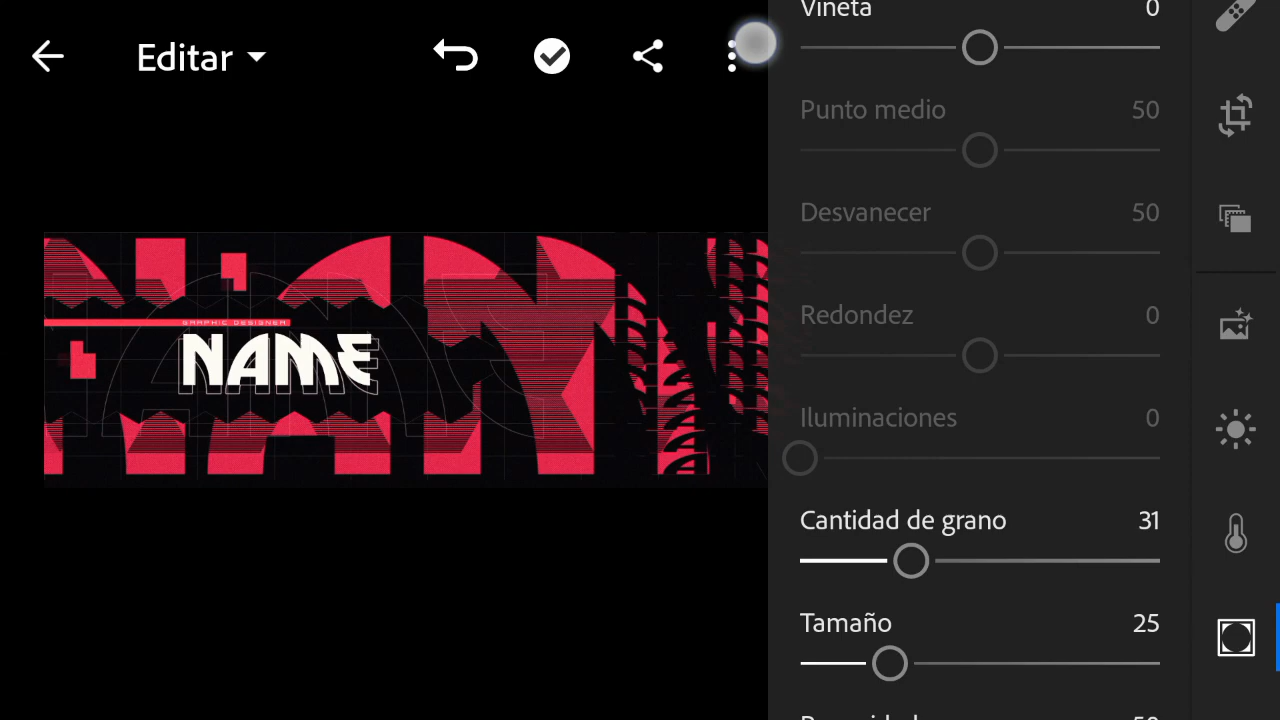 Editar
GRAPHIC DESIGNER
NAME
Viñeta 0
Punto medio 50
Desvanecer 50
Redondez 0
Iluminaciones 0
Cantidad de grano 31
Tamaño 25